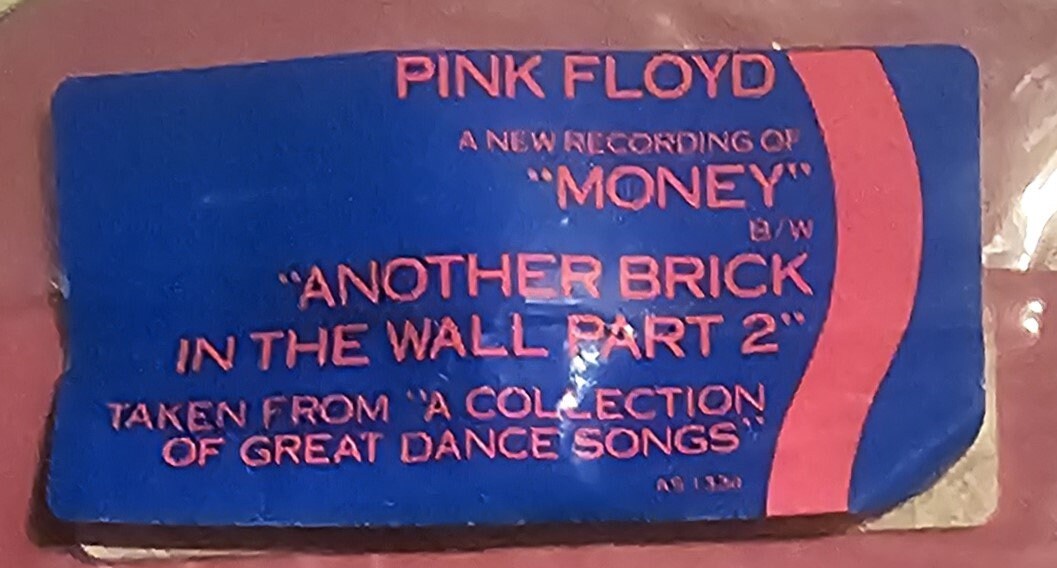 PINK FLOYD
A NEW RECORDING OF
"MONEY"
B/W
"ANOTHER BRICK
IN THE WALL PART 2"
TAKEN FROM "A COLLECTION
OF GREAT DANCE SONGS"
AS